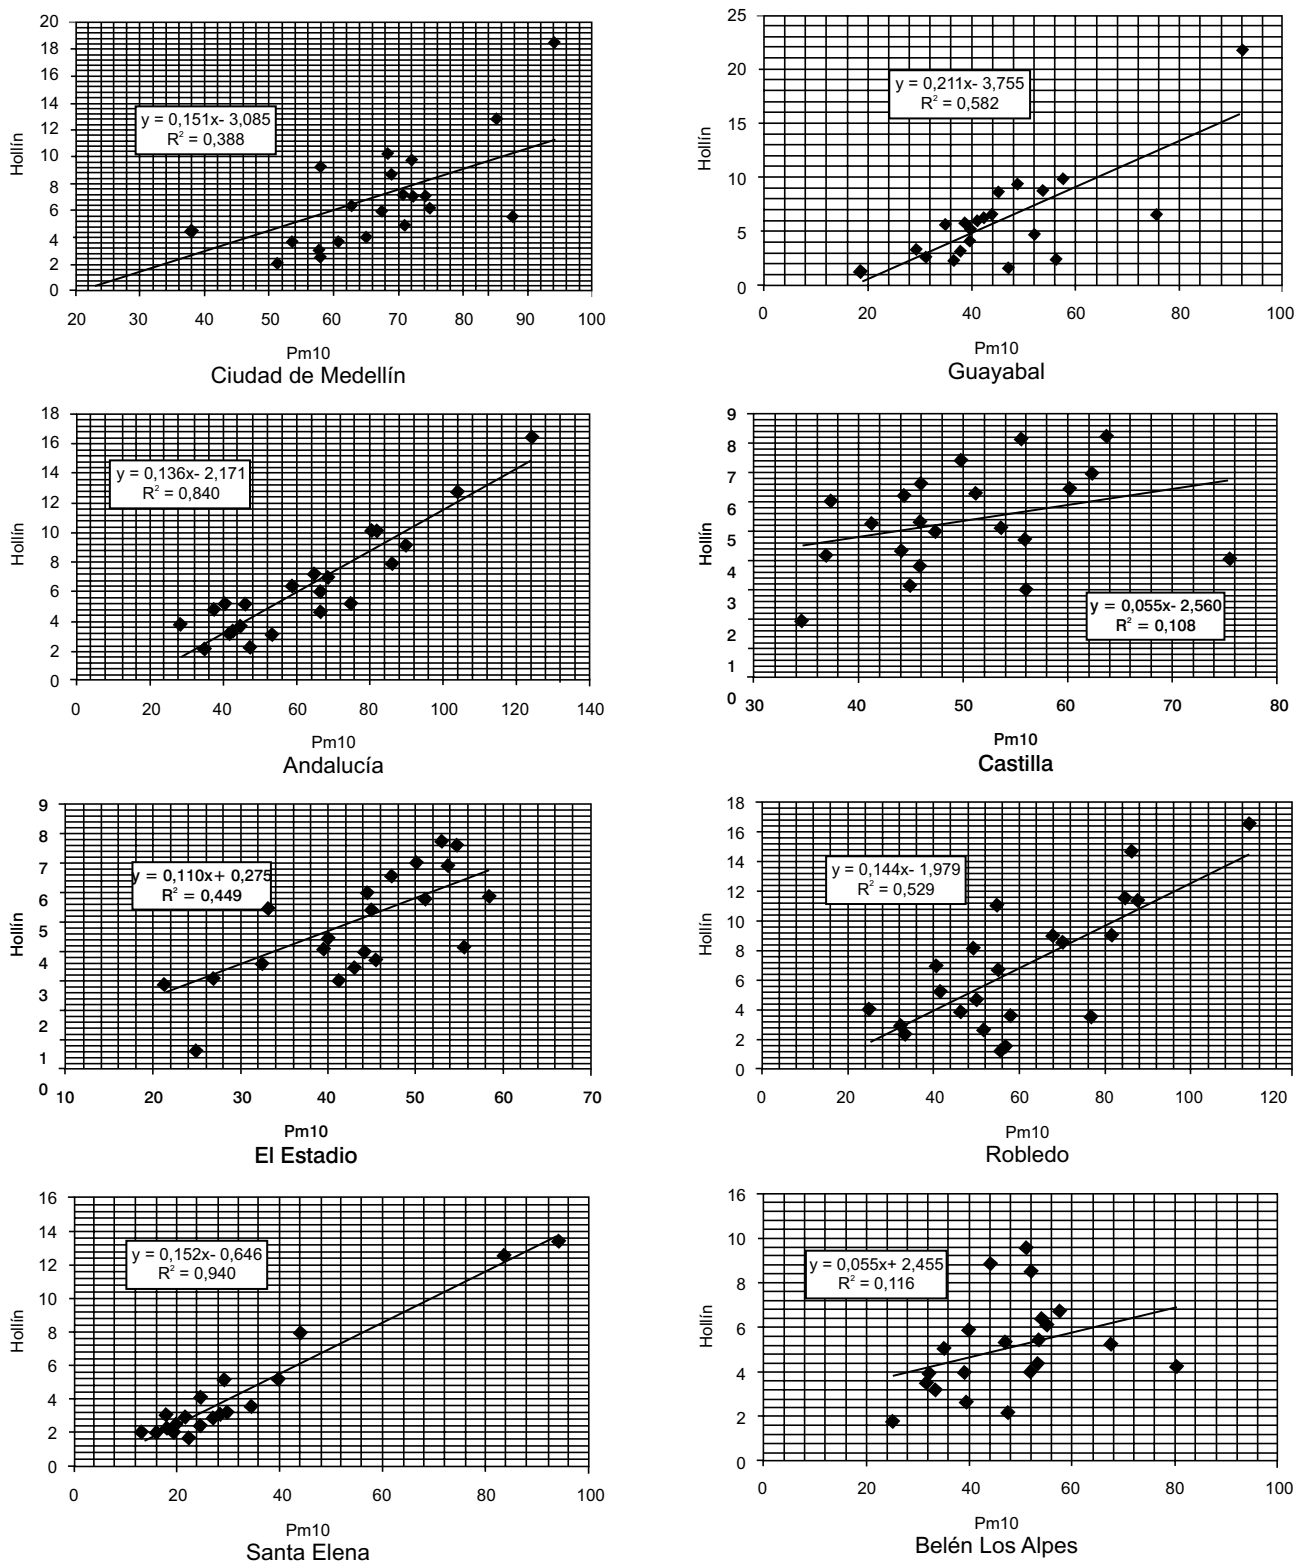 20
18
16
14
12
10
8
6
4
2
0
Hollín
y = 0,151x- 3,085
R² = 0,388
20 30 40 50 60 70 80 90 100
Pm10
Ciudad de Medellín
25
20
15
10
5
0
Hollín
y = 0,211x- 3,755
R² = 0,582
0 20 40 60 80 100
Pm10
Guayabal
18
16
14
12
10
8
6
4
2
0
Hollín
y = 0,136x- 2,171
R² = 0,840
0 20 40 60 80 100 120 140
Pm10
Andalucía
9
8
7
6
5
4
3
2
1
0
Hollín
y = 0,055x- 2,560
R² = 0,108
30 40 50 60 70 80
Pm10
Castilla
9
8
7
6
5
4
3
2
1
0
Hollín
y = 0,110x+ 0,275
R² = 0,449
10 20 30 40 50 60 70
Pm10
El Estadio
18
16
14
12
10
8
6
4
2
0
Hollín
y = 0,144x- 1,979
R² = 0,529
0 20 40 60 80 100 120
Pm10
Robledo
16
14
12
10
8
6
4
2
0
Hollín
y = 0,152x- 0,646
R² = 0,940
0 20 40 60 80 100
Pm10
Santa Elena
16
10
8
6
4
2
0
Hollín
y = 0,055x+ 2,455
R² = 0,116
0 20 40 60 80 100
Pm10
Belén Los Alpes